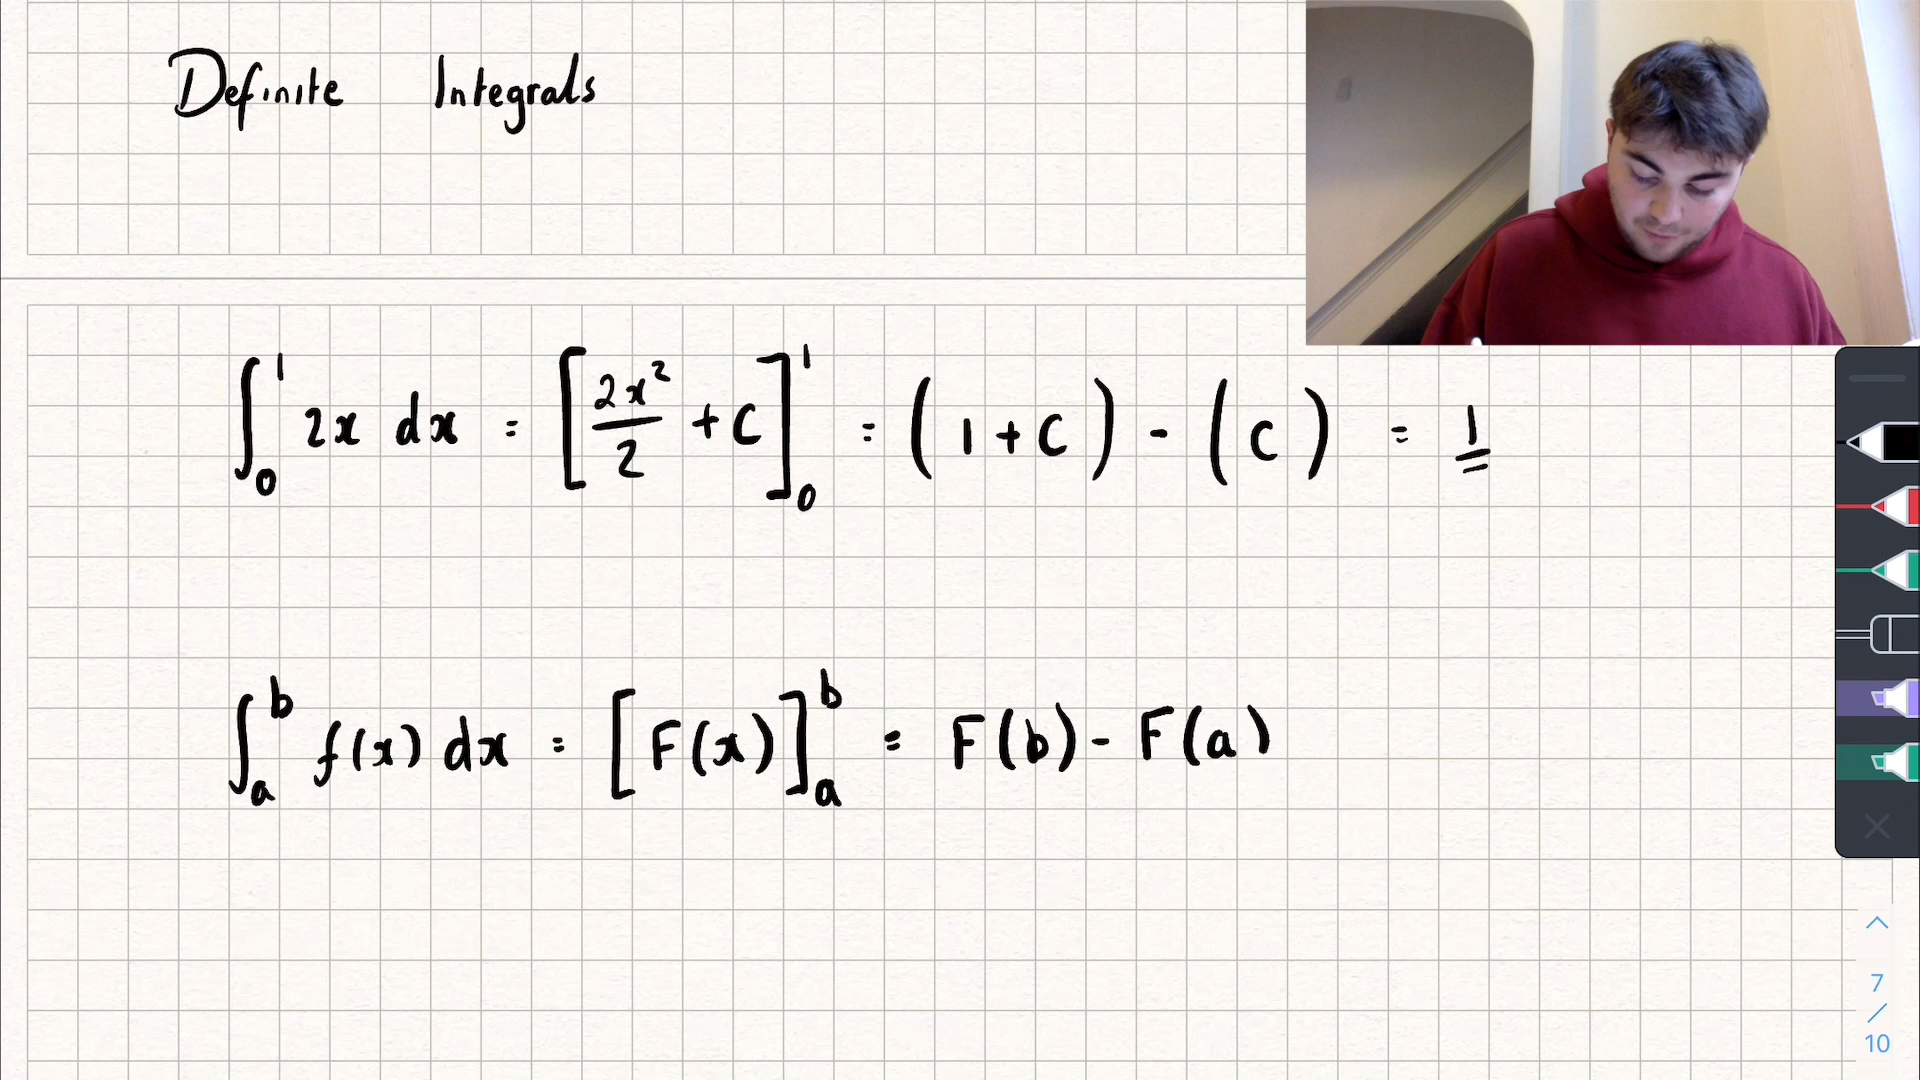 Definite Integrals
∫₀¹ 2x dx = [2x²/2 + C]₀¹ = (1 + C) - (C) = 1
∫ₐᵇ f(x) dx = [F(x)]ₐᵇ = F(b) - F(a)
7
/
10